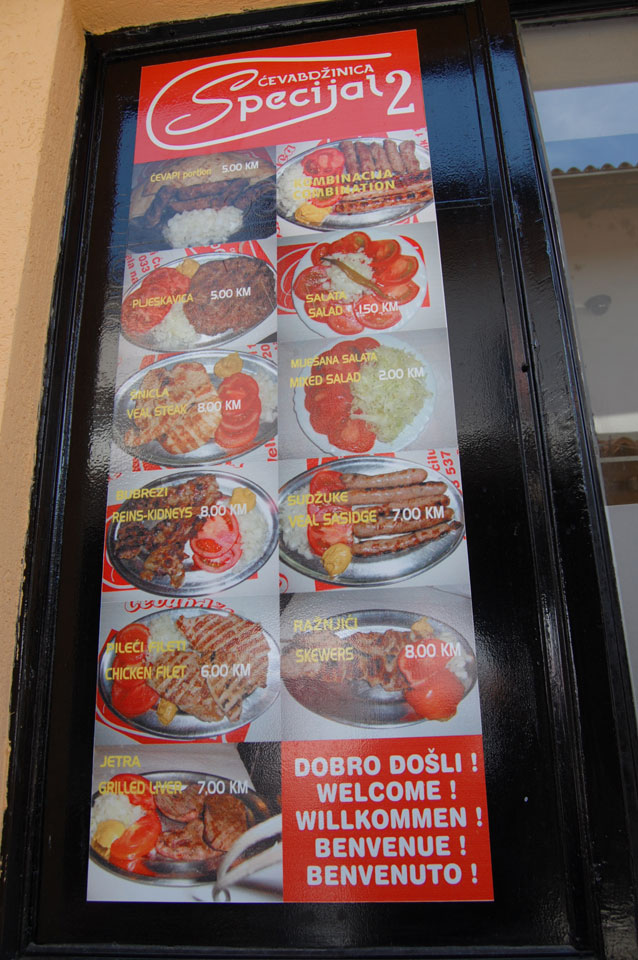 ĆEVABDŽINICA
Specijal 2
ĆEVAPI portion 5.00 KM
KOMBINACIJA
COMBINATION
PLJESKAVICA 5.00 KM
SALATA
SALAD 1.50 KM
ŠNICLA
VEAL STEAK 8.00 KM
MIJEŠANA SALATA
MIXED SALAD 2.00 KM
BUBREZI
REINS-KIDNEYS 8.00 KM
SUDŽUKE
VEAL SASIDGE 7,00 KM
PILEĆI FILETI
CHICKEN FILET 6.00 KM
RAŽNJIĆI
SKEWERS 8.00 KM
JETRA
GRILLED LIVER 7,00 KM
DOBRO DOŠLI !
WELCOME !
WILLKOMMEN !
BENVENUE !
BENVENUTO !